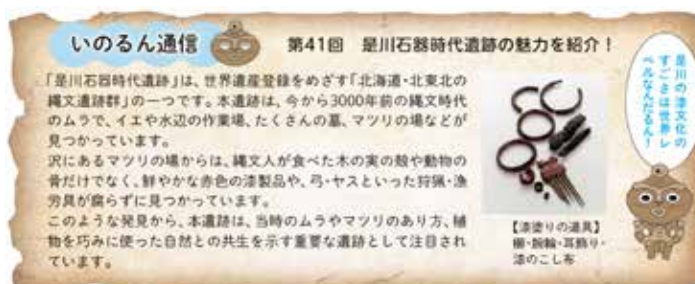 いのるん通信
第41回 是川石器時代遺跡の魅力を紹介！
「是川石器時代遺跡」は、世界遺産登録をめざす「北海道・北東北の
縄文遺跡群」の一つです。本遺跡は、今から3000年前の縄文時代
のムラで、イエや水辺の作業場、たくさんの墓、マツリの場などが
見つかっています。
沢にあるマツリの場からは、縄文人が食べた木の実の殻や動物の
骨だけでなく、鮮やかな赤色の漆製品や、弓・ヤスといった狩猟・漁
労具が腐らずに見つかっています。
このような発見から、本遺跡は、当時のムラやマツリのあり方、植
物を巧みに使った自然との共生を示す重要な遺跡として注目され
ています。
【漆塗りの道具】
櫛・腕輪・耳飾り・
漆のこし布
是川の漆文化の
すごさは世界レ
ベルなんだるん！